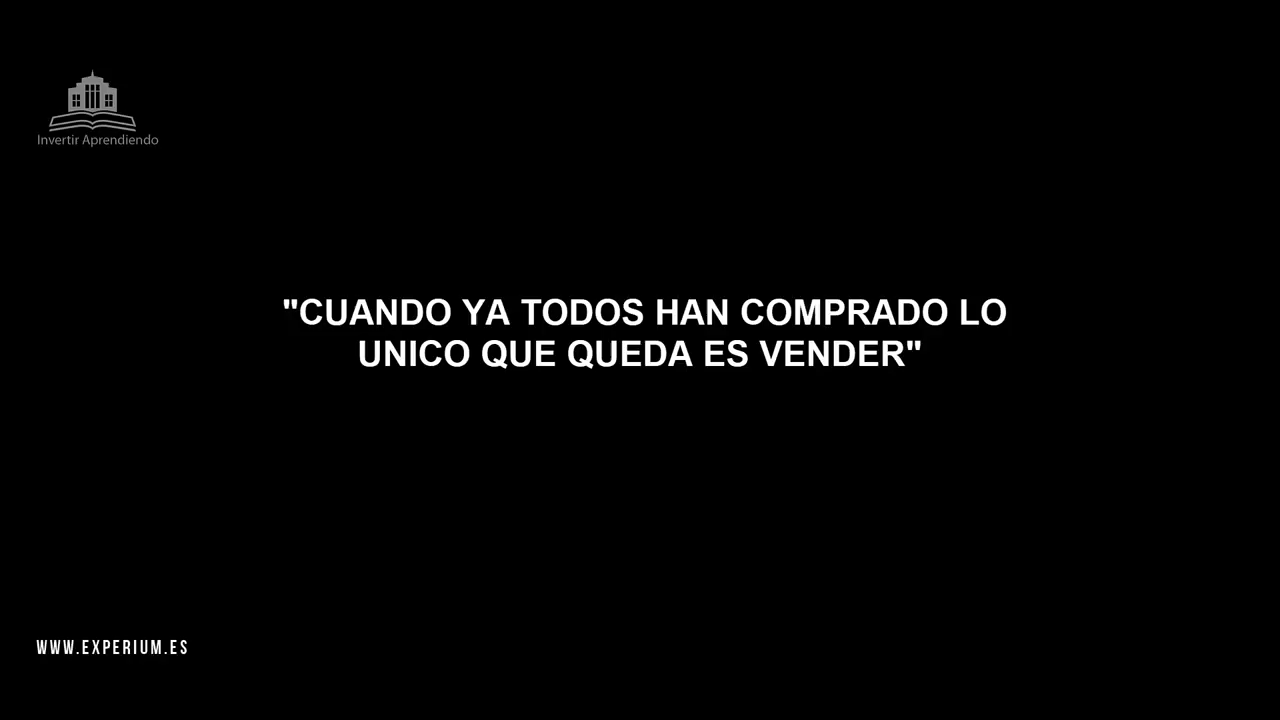 Invertir Aprendiendo
"CUANDO YA TODOS HAN COMPRADO LO
UNICO QUE QUEDA ES VENDER"
WWW.EXPERIUM.ES